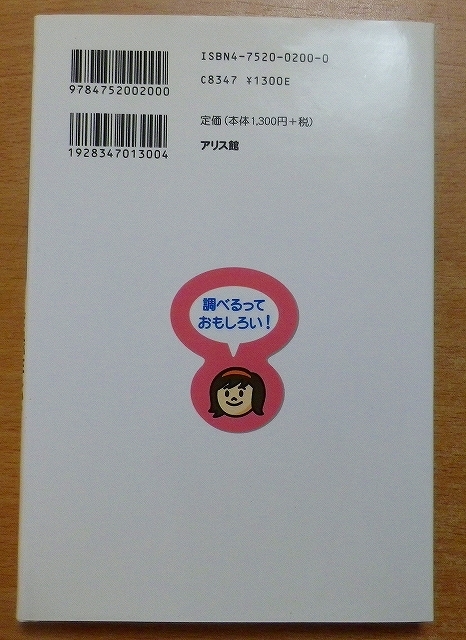 ISBN4-7520-0200-0
9784752002000
C8347 ¥1300E
定価(本体1,300円+税)
1928347013004
アリス館
調べるって
おもしろい!